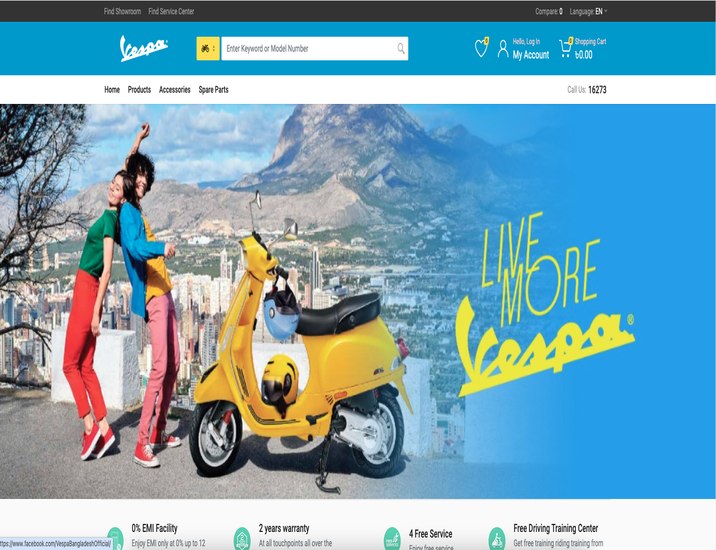 Find Showroom Find Service Center Compare: 0 Language: EN
Vespa
Enter Keyword or Model Number
Hello, Log In
My Account
Shopping Cart
৳0.00
Home Products Accessories Spare Parts Call Us: 16273
LIVE
MORE
Vespa®
0% EMI Facility
Enjoy EMI only at 0% up to 12
2 years warranty
At all touchpoints all over the
4 Free Service
Enjoy free service
Free Driving Training Center
Get free training riding training from
https://www.facebook.com/VespaBangladeshOfficial/